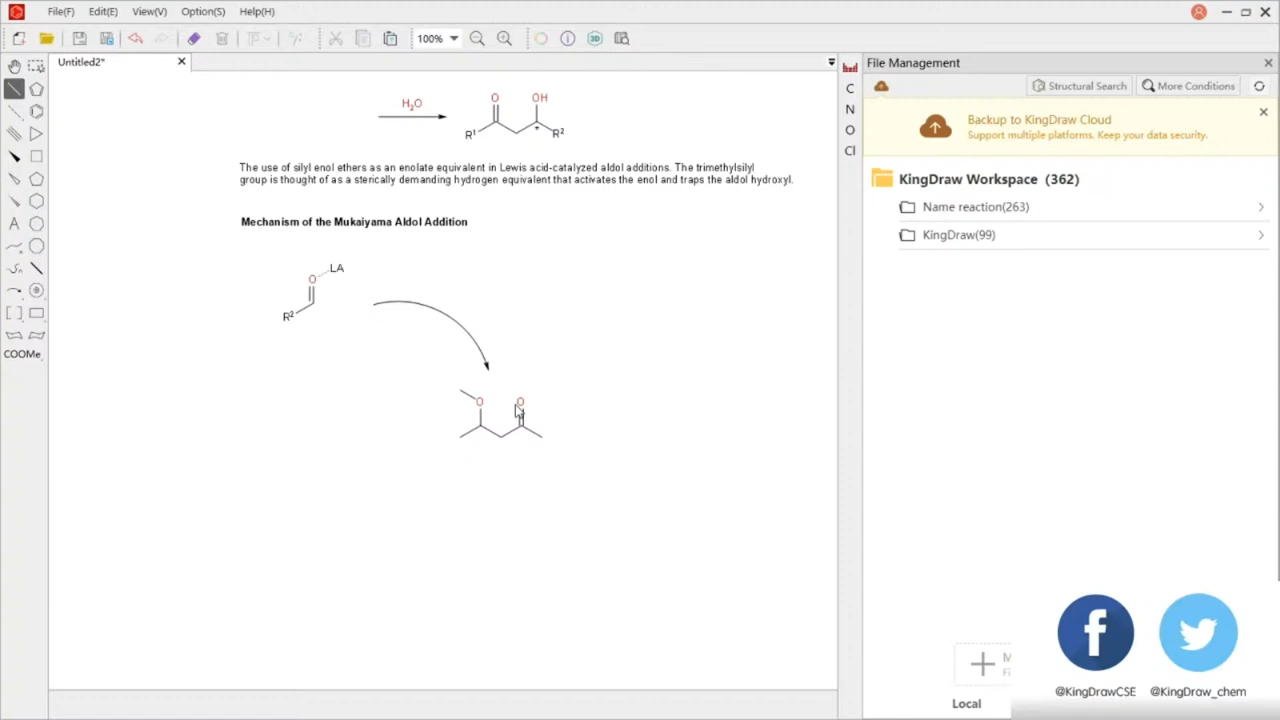 File(F) Edit(E) View(V) Option(S) Help(H)
100% 3D
Untitled2*
File Management
Structural Search
More Conditions
Backup to KingDraw Cloud
Support multiple platforms. Keep your data security.
KingDraw Workspace (362)
Name reaction(263)
KingDraw(99)
C
N
O
Cl
A
COOMe
H₂O
O OH
R¹ * R²
The use of silyl enol ethers as an enolate equivalent in Lewis acid-catalyzed aldol additions. The trimethylsilyl
group is thought of as a sterically demanding hydrogen equivalent that activates the enol and traps the aldol hydroxyl.
Mechanism of the Mukaiyama Aldol Addition
LA
O
R²
O O
Local
@KingDrawCSE @KingDraw_chem